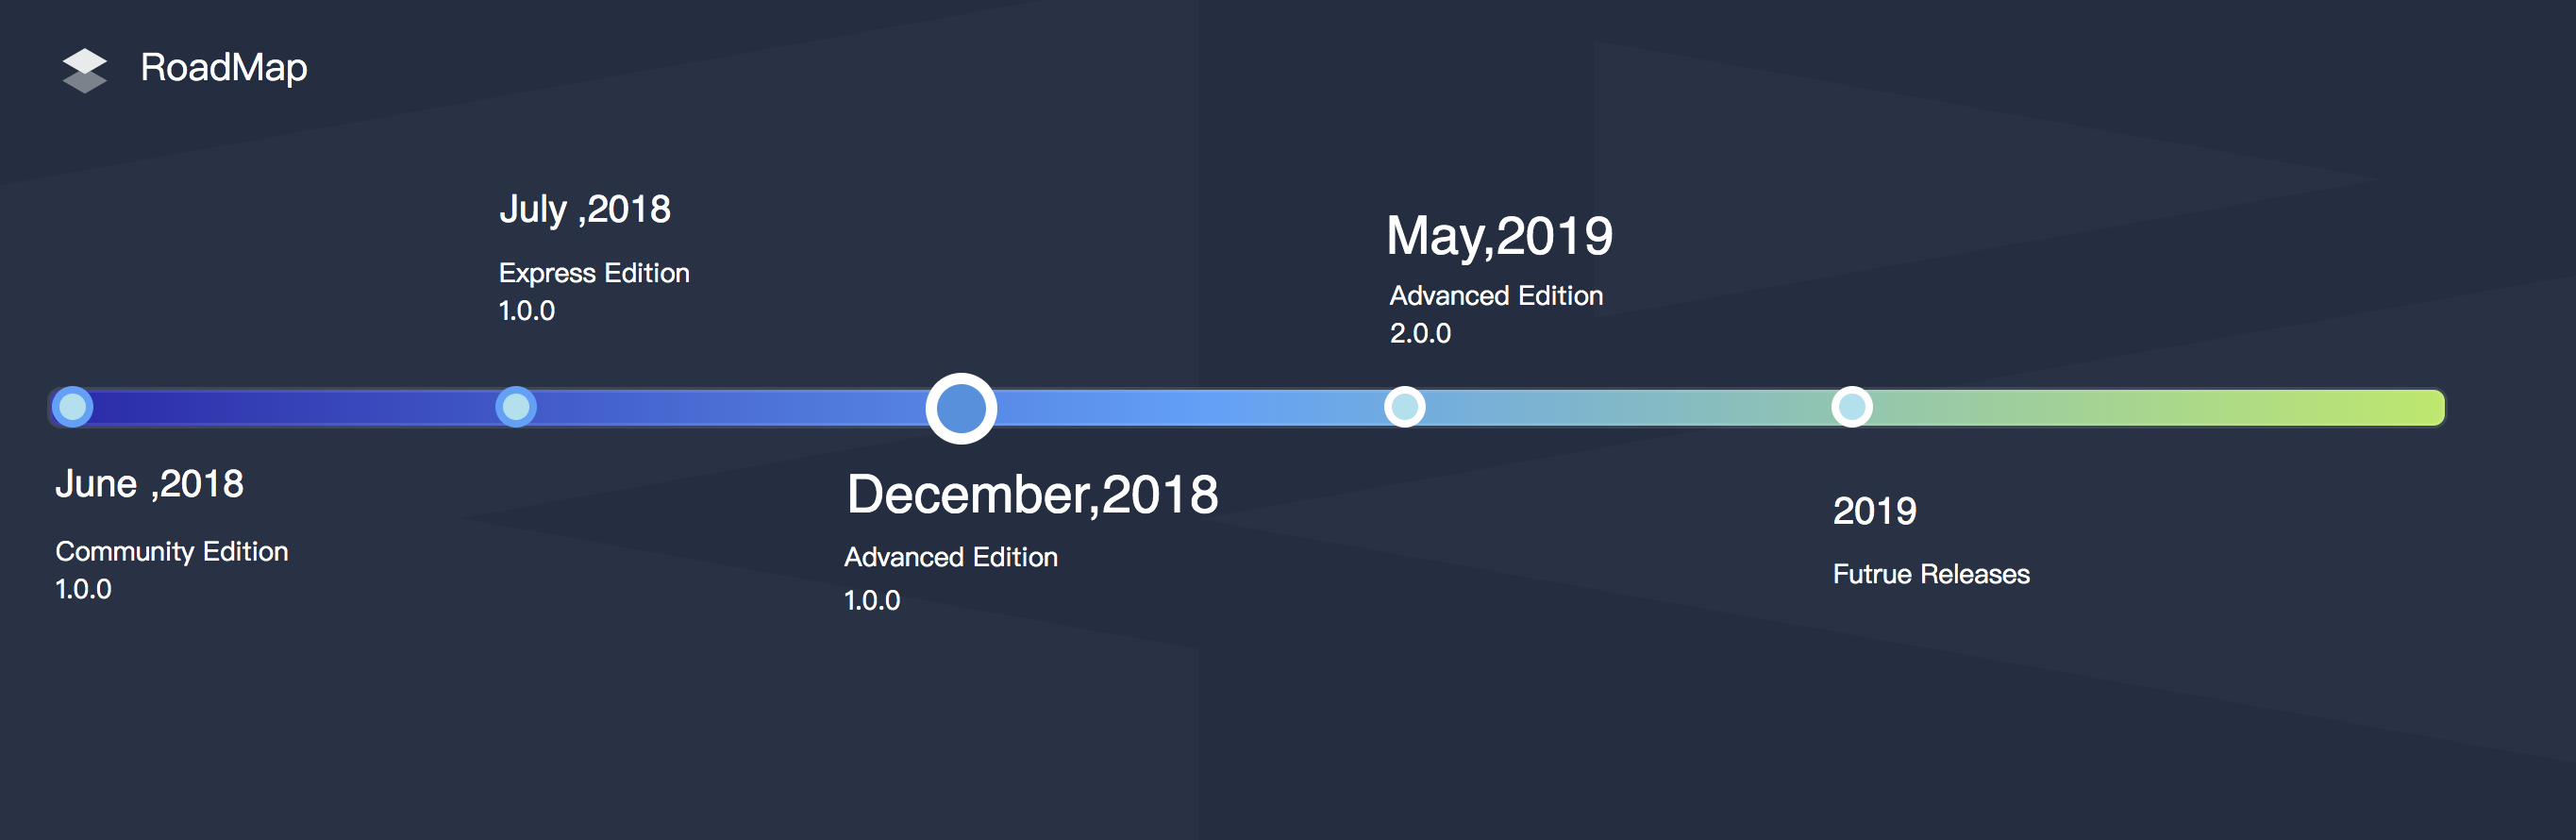 RoadMap
July ,2018
Express Edition
1.0.0
May,2019
Advanced Edition
2.0.0
June ,2018
Community Edition
1.0.0
December,2018
Advanced Edition
1.0.0
2019
Futrue Releases